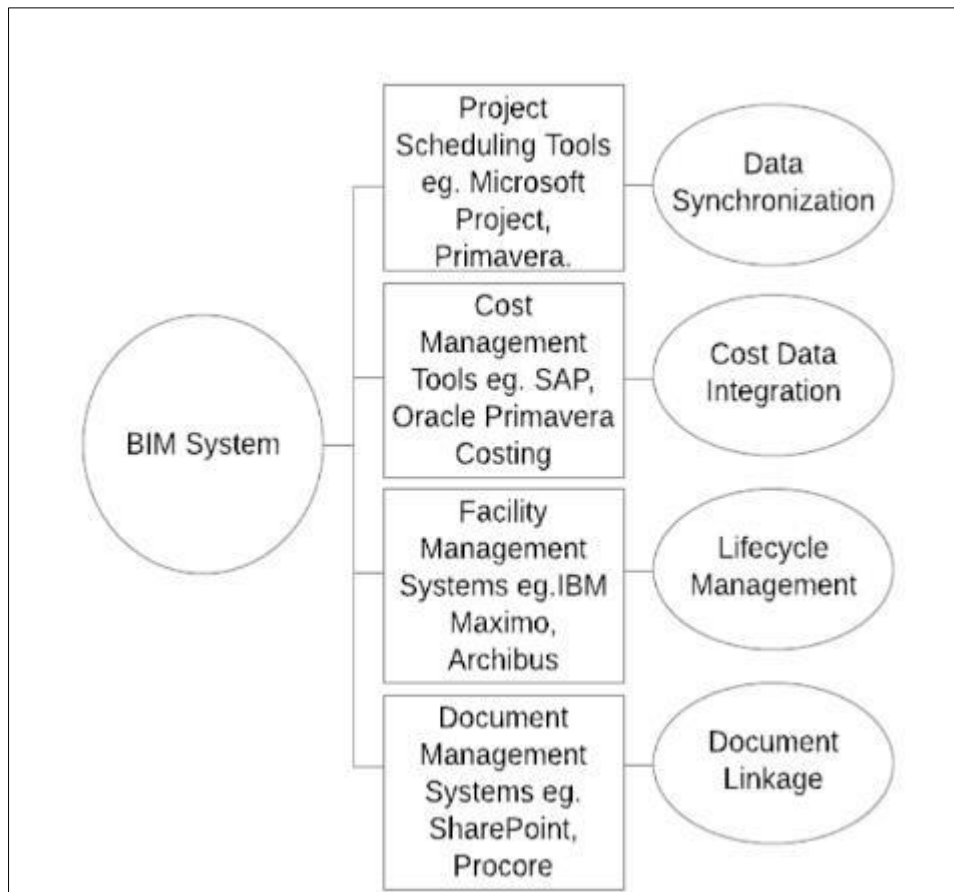 Project
Scheduling Tools
eg. Microsoft
Project,
Primavera.
Data
Synchronization
Cost
Management
Tools eg. SAP,
Oracle Primavera
Costing
Cost Data
Integration
BIM System
Facility
Management
Systems eg.IBM
Maximo,
Archibus
Lifecycle
Management
Document
Management
Systems eg.
SharePoint,
Procore
Document
Linkage